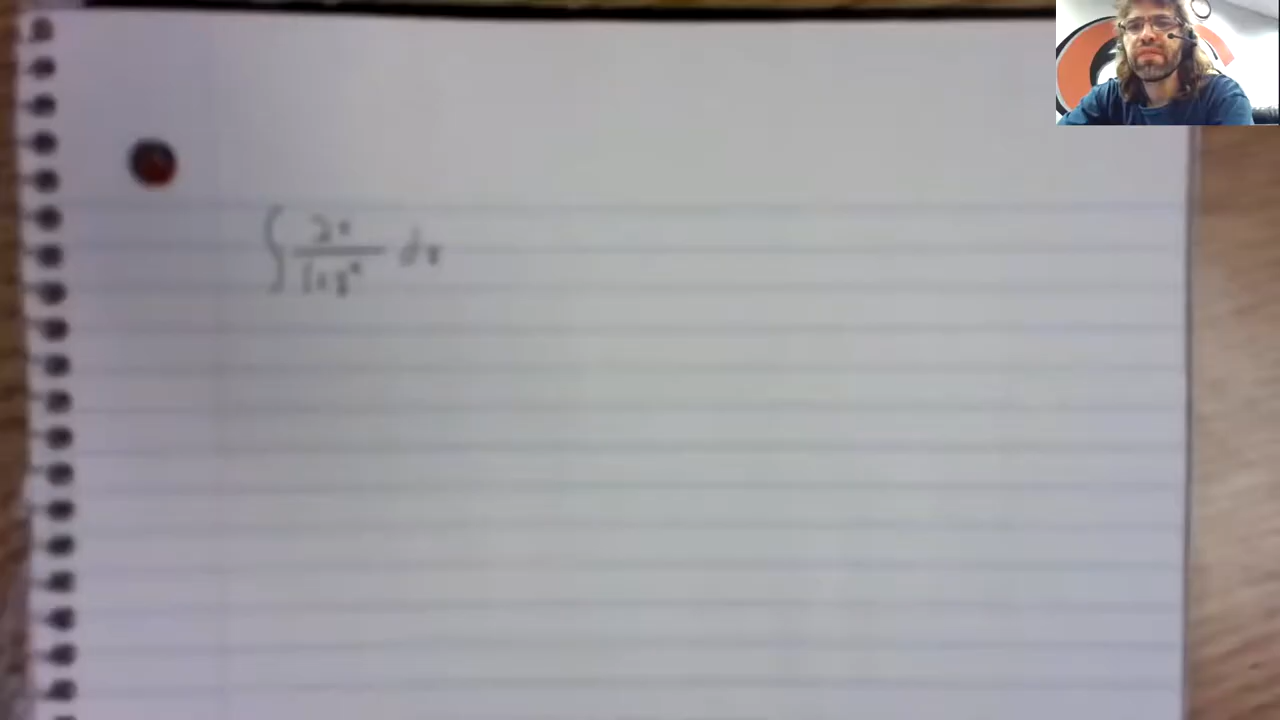 ∫ 2x / 1+x⁴ dx